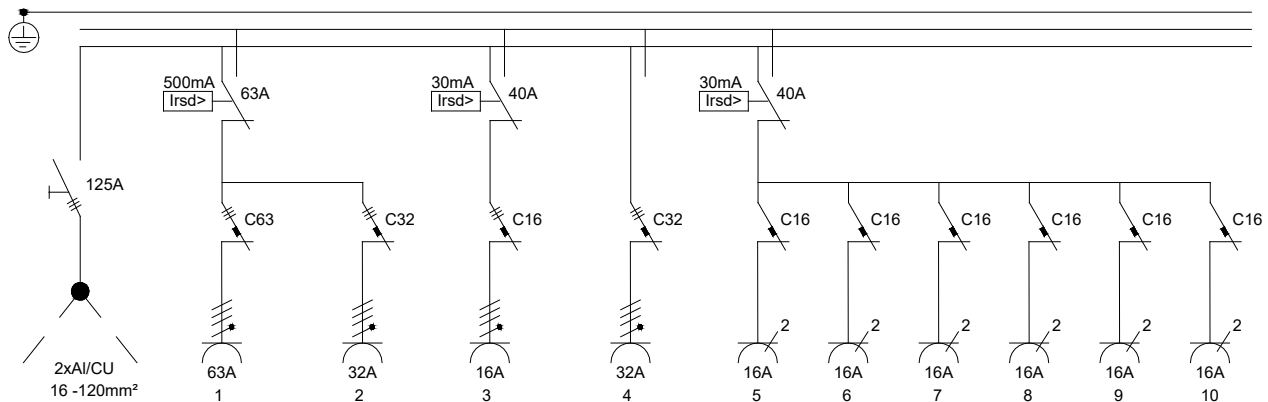 500mA
Irsd>
63A
30mA
Irsd>
40A
30mA
Irsd>
40A
125A
C63
C32
C16
C32
C16
C16
C16
C16
C16
C16
2
2
2
2
2
2
2xAl/CU
16 -120mm²
63A
32A
16A
32A
16A
16A
16A
16A
16A
16A
1
2
3
4
5
6
7
8
9
10